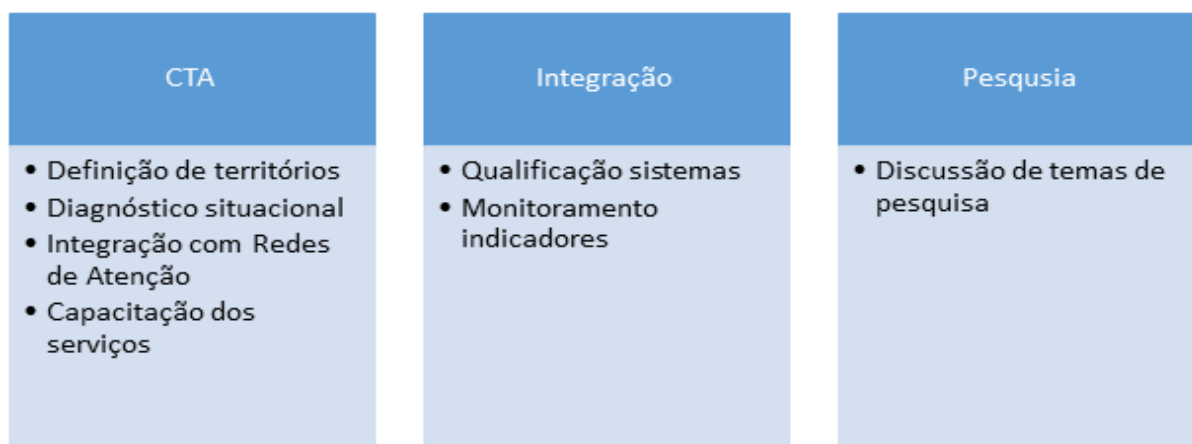 CTA
• Definição de territórios
• Diagnóstico situacional
• Integração com Redes
de Atenção
• Capacitação dos
serviços
Integração
• Qualificação sistemas
• Monitoramento
indicadores
Pesqusia
• Discussão de temas de
pesquisa